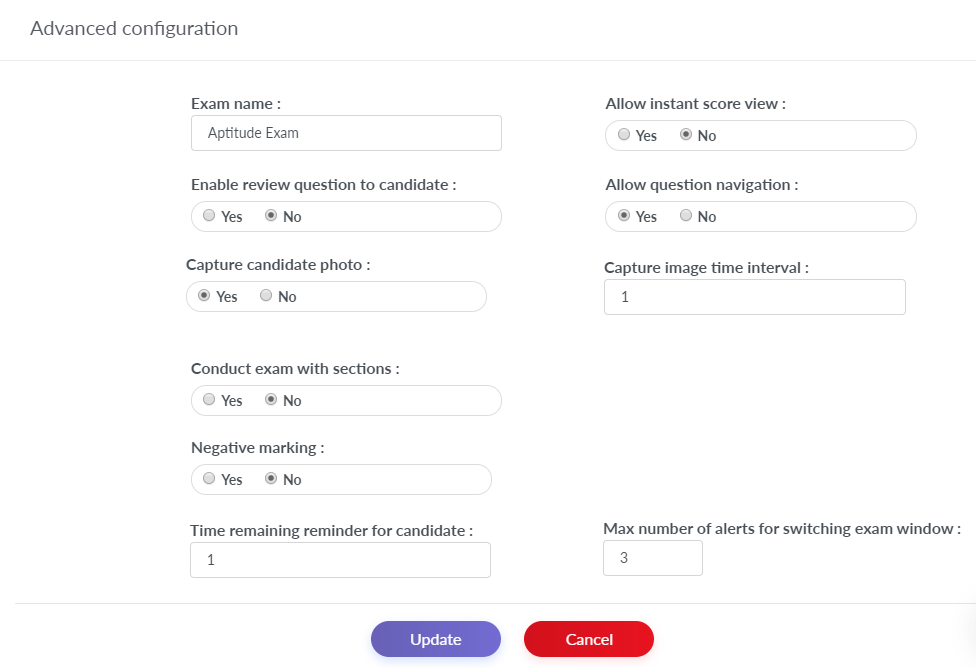 Advanced configuration
Exam name :
Allow instant score view :
Aptitude Exam
Yes No
Enable review question to candidate :
Allow question navigation :
Yes No
Yes No
Capture candidate photo :
Capture image time interval :
Yes No
1
Conduct exam with sections :
Yes No
Negative marking :
Yes No
Time remaining reminder for candidate :
Max number of alerts for switching exam window :
1
3
Update
Cancel